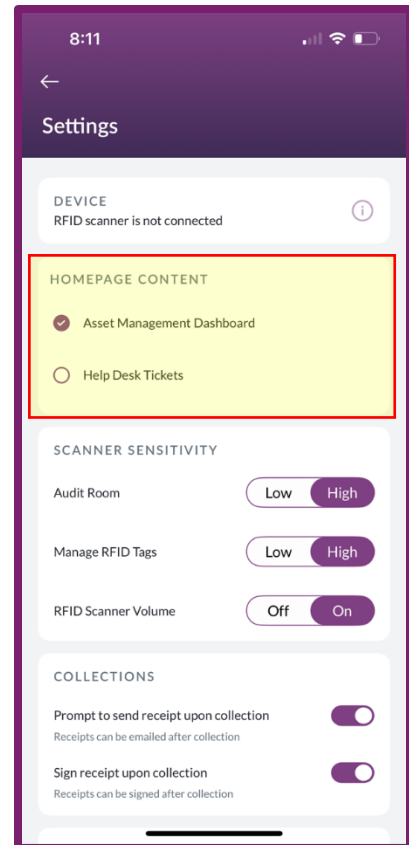 8:11
Settings
DEVICE
RFID scanner is not connected
HOMEPAGE CONTENT
Asset Management Dashboard
Help Desk Tickets
SCANNER SENSITIVITY
Audit Room Low High
Manage RFID Tags Low High
RFID Scanner Volume Off On
COLLECTIONS
Prompt to send receipt upon collection
Receipts can be emailed after collection
Sign receipt upon collection
Receipts can be signed after collection